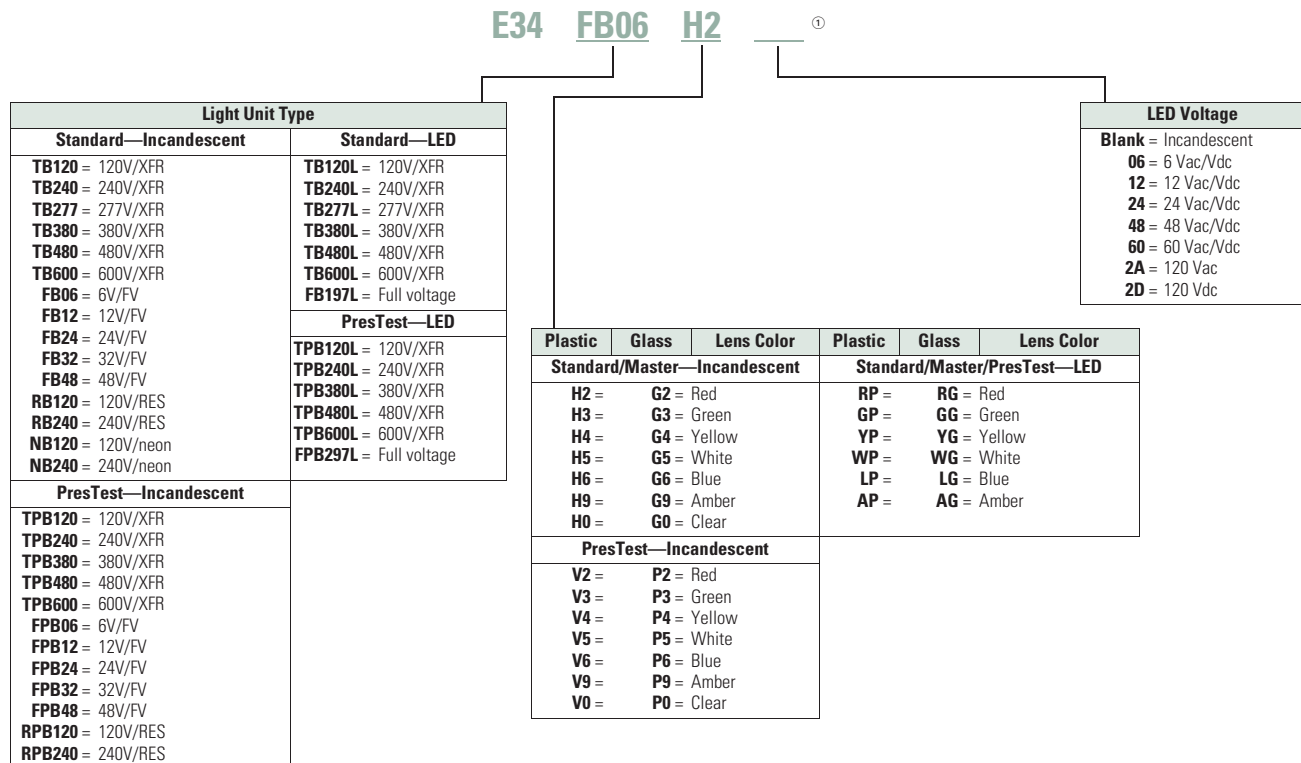 E34 FB06 H2 ___ ①
Light Unit Type
Standard—Incandescent
TB120 = 120V/XFR
TB240 = 240V/XFR
TB277 = 277V/XFR
TB380 = 380V/XFR
TB480 = 480V/XFR
TB600 = 600V/XFR
FB06 = 6V/FV
FB12 = 12V/FV
FB24 = 24V/FV
FB32 = 32V/FV
FB48 = 48V/FV
RB120 = 120V/RES
RB240 = 240V/RES
NB120 = 120V/neon
NB240 = 240V/neon
PresTest—Incandescent
TPB120 = 120V/XFR
TPB240 = 240V/XFR
TPB380 = 380V/XFR
TPB480 = 480V/XFR
TPB600 = 600V/XFR
FPB06 = 6V/FV
FPB12 = 12V/FV
FPB24 = 24V/FV
FPB32 = 32V/FV
FPB48 = 48V/FV
RPB120 = 120V/RES
RPB240 = 240V/RES
Standard—LED
TB120L = 120V/XFR
TB240L = 240V/XFR
TB277L = 277V/XFR
TB380L = 380V/XFR
TB480L = 480V/XFR
TB600L = 600V/XFR
FB197L = Full voltage
PresTest—LED
TPB120L = 120V/XFR
TPB240L = 240V/XFR
TPB380L = 380V/XFR
TPB480L = 480V/XFR
TPB600L = 600V/XFR
FPB297L = Full voltage
Plastic Glass Lens Color
Standard/Master—Incandescent
H2 = G2 = Red
H3 = G3 = Green
H4 = G4 = Yellow
H5 = G5 = White
H6 = G6 = Blue
H9 = G9 = Amber
H0 = G0 = Clear
PresTest—Incandescent
V2 = P2 = Red
V3 = P3 = Green
V4 = P4 = Yellow
V5 = P5 = White
V6 = P6 = Blue
V9 = P9 = Amber
V0 = P0 = Clear
Plastic Glass Lens Color
Standard/Master/PresTest—LED
RP = RG = Red
GP = GG = Green
YP = YG = Yellow
WP = WG = White
LP = LG = Blue
AP = AG = Amber
LED Voltage
Blank = Incandescent
06 = 6 Vac/Vdc
12 = 12 Vac/Vdc
24 = 24 Vac/Vdc
48 = 48 Vac/Vdc
60 = 60 Vac/Vdc
2A = 120 Vac
2D = 120 Vdc